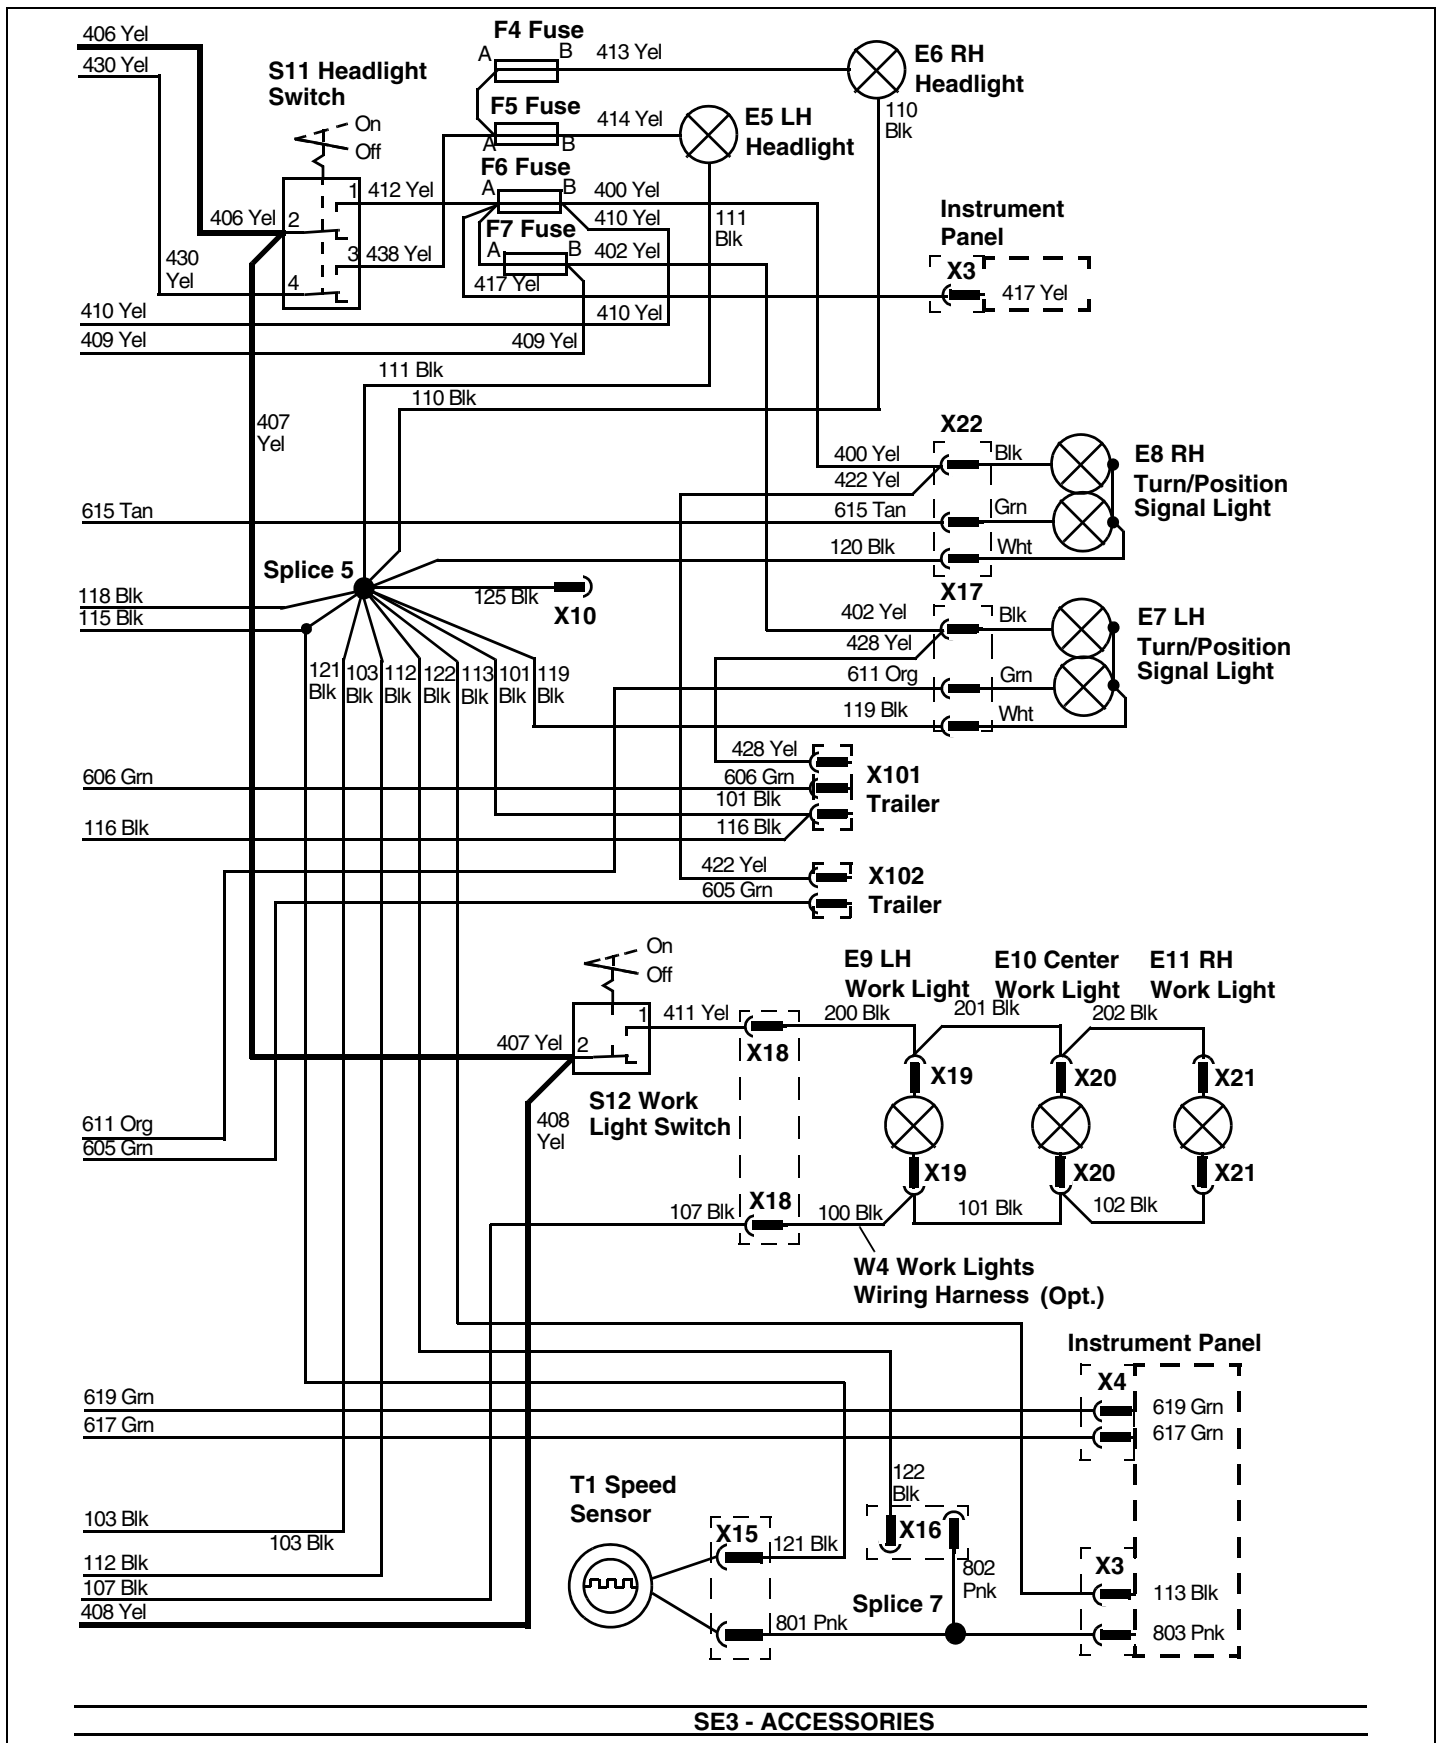 406 Yel
430 Yel
S11 Headlight
Switch
On
Off
F4 Fuse
A
B
413 Yel
E6 RH
Headlight
110
Blk
F5 Fuse
A
B
414 Yel
E5 LH
Headlight
F6 Fuse
A
B
1
412 Yel
400 Yel
406 Yel
2
410 Yel
111
Blk
F7 Fuse
A
B
402 Yel
3
438 Yel
430
Yel
4
417 Yel
Instrument
Panel
X3
417 Yel
410 Yel
410 Yel
409 Yel
409 Yel
111 Blk
110 Blk
407
Yel
X22
400 Yel
Blk
422 Yel
E8 RH
Turn/Position
Signal Light
615 Tan
615 Tan
Grn
120 Blk
Wht
Splice 5
125 Blk
X10
118 Blk
115 Blk
X17
402 Yel
Blk
428 Yel
E7 LH
Turn/Position
Signal Light
611 Org
Grn
119 Blk
Wht
121
Blk
103
Blk
112
Blk
122
Blk
113
Blk
101
Blk
119
Blk
428 Yel
606 Grn
606 Grn
101 Blk
X101
Trailer
116 Blk
116 Blk
422 Yel
605 Grn
X102
Trailer
On
Off
1
411 Yel
407 Yel
2
S12 Work
Light Switch
408
Yel
X18
E9 LH
Work Light
E10 Center
Work Light
E11 RH
Work Light
200 Blk
201 Blk
202 Blk
X19
X20
X21
611 Org
605 Grn
X19
X20
X21
107 Blk
X18
100 Blk
101 Blk
102 Blk
W4 Work Lights
Wiring Harness (Opt.)
Instrument Panel
X4
619 Grn
619 Grn
617 Grn
617 Grn
T1 Speed
Sensor
X15
121 Blk
122
Blk
X16
802
Pnk
Splice 7
801 Pnk
X3
113 Blk
803 Pnk
103 Blk
103 Blk
112 Blk
107 Blk
408 Yel
SE3 - ACCESSORIES